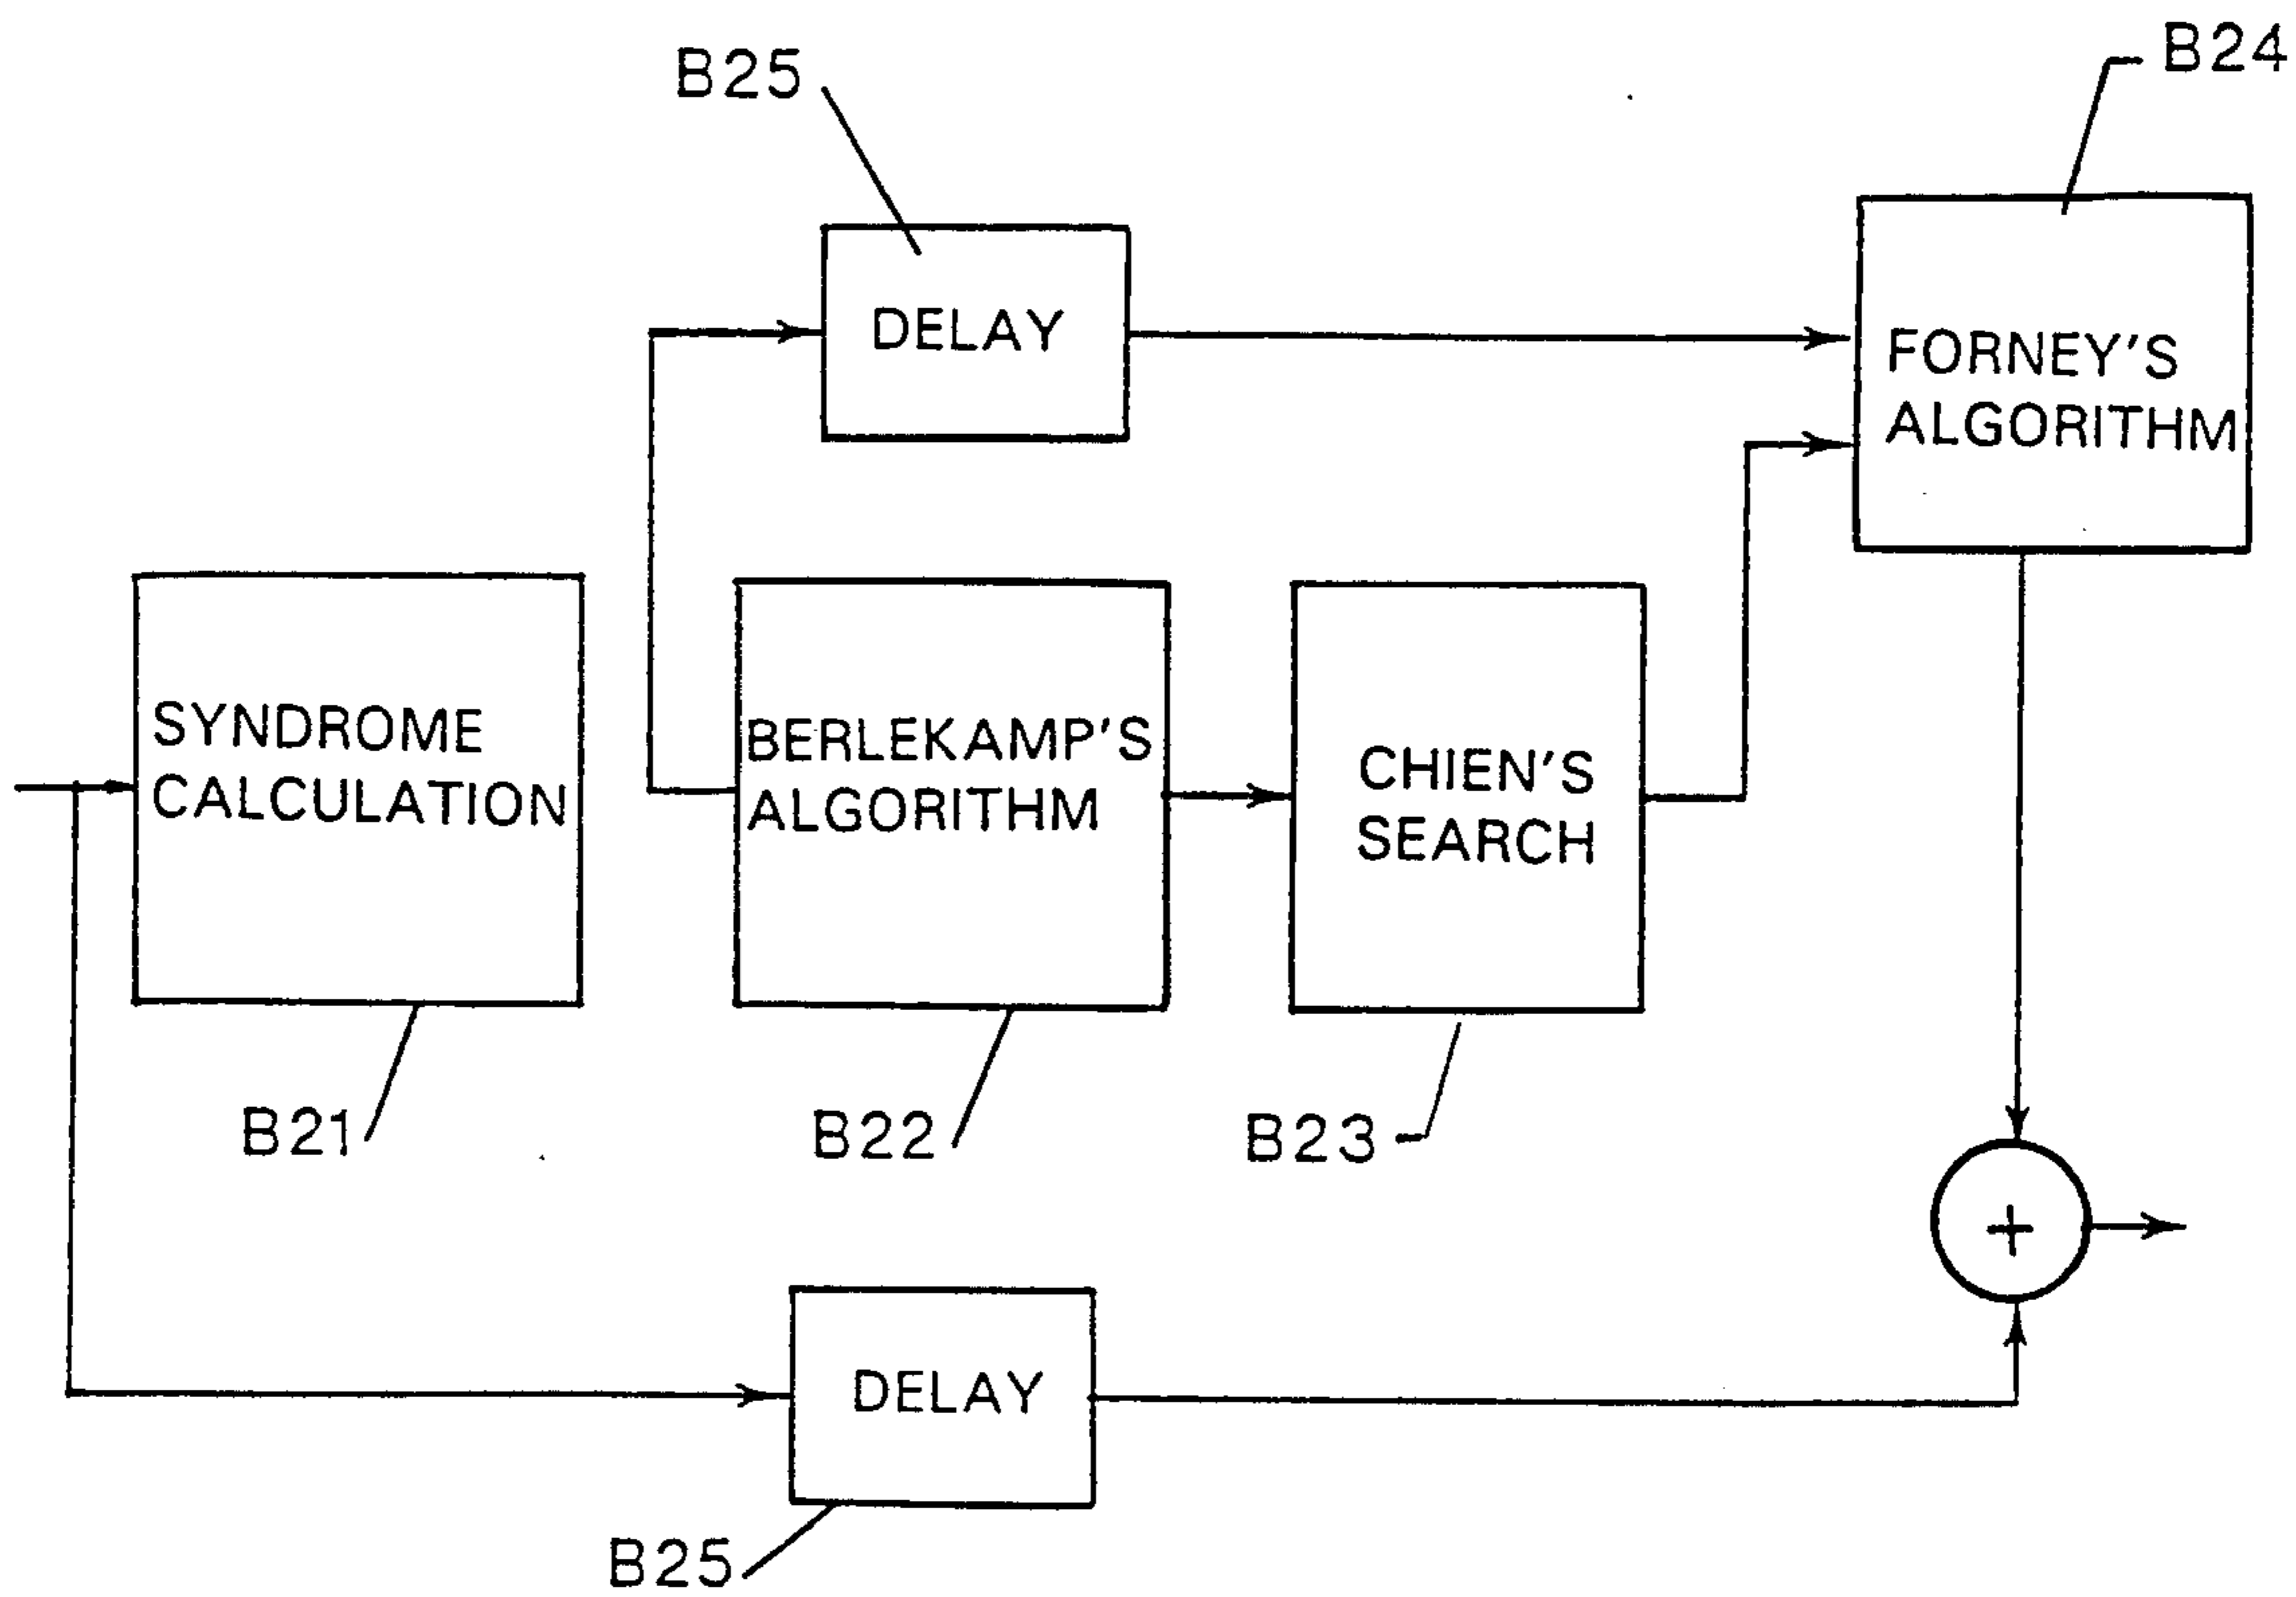 B24
B25
DELAY
FORNEY'S
ALGORITHM
SYNDROME
CALCULATION
BERLEKAMP'S
ALGORITHM
CHIEN'S
SEARCH
B21
B22
B23
+
DELAY
B25